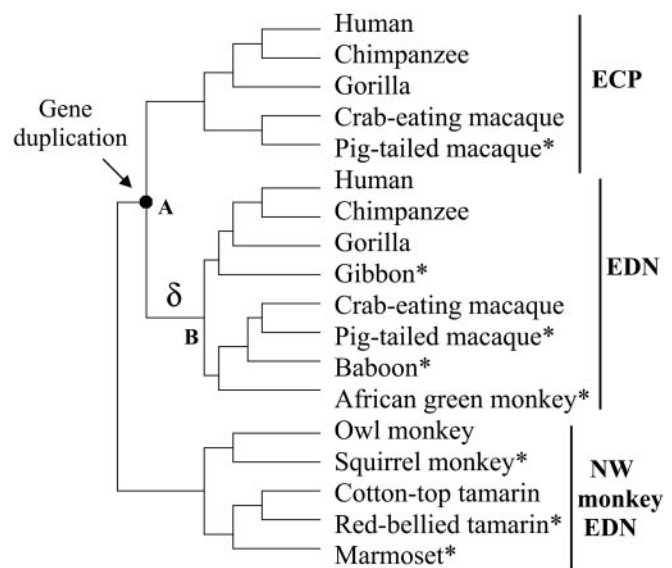 Human
Chimpanzee
Gorilla
Crab-eating macaque
Pig-tailed macaque*
ECP
Gene
duplication
A
Human
Chimpanzee
Gorilla
Gibbon*
Crab-eating macaque
Pig-tailed macaque*
Baboon*
African green monkey*
EDN
δ
B
Owl monkey
Squirrel monkey*
Cotton-top tamarin
Red-bellied tamarin*
Marmoset*
NW
monkey
EDN